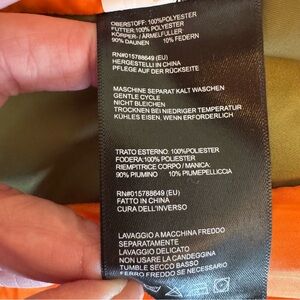 OBERSTOFF: 100%POLYESTER
FUTTER:100% POLYESTER
KÖRPER- / ÄRMELFÜLLER
90% DAUNEN 10% FEDERN
RN#015788649 (EU)
HERGESTELLT IN CHINA
PFLEGE AUF DER RÜCKSEITE
MASCHINE SEPARAT KALT WASCHEN
GENTLE CYCLE
NICHT BLEICHEN
TROCKNEN BEI NIEDRIGER TEMPERATUR
KÜHLES EISEN, WENN ERFORDERLICH
TRATO ESTERNO: 100%POLYESTER
FODERA:100% POLIESTER
RIEMPITRICE CORPO / MANICA:
90% PIUMINO 10% PIUMEPELLICCIA
RN#015788649 (EU)
FATTO IN CHINA
CURA DELL'INVERSO
LAVAGGIO A MACCHINA FREDDO
SEPARATAMENTE
LAVAGGIO DELICATO
NON USARE LA CANDEGGINA
TUMBLE SECCO BASSO
FERRO FREDDO SE NECESSARIO